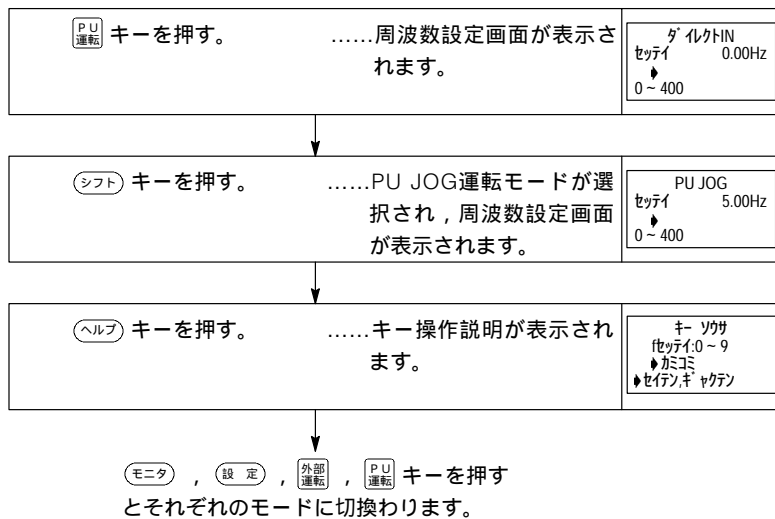 PU運転 キーを押す。 ……周波数設定画面が表示さ
れます。
ダイレクトIN
セッテイ 0.00Hz
0~400
シフト キーを押す。 ……PU JOG運転モードが選
択され，周波数設定画面
が表示されます。
PU JOG
セッテイ 5.00Hz
0~400
ヘルプ キーを押す。 ……キー操作説明が表示され
ます。
キー ソウサ
fセッテイ:0~9
カミコミ
セイテン,ギャクテン
モニタ ， 設 定 ， 外部運転 ， PU運転 キーを押す
とそれぞれのモードに切換わります。